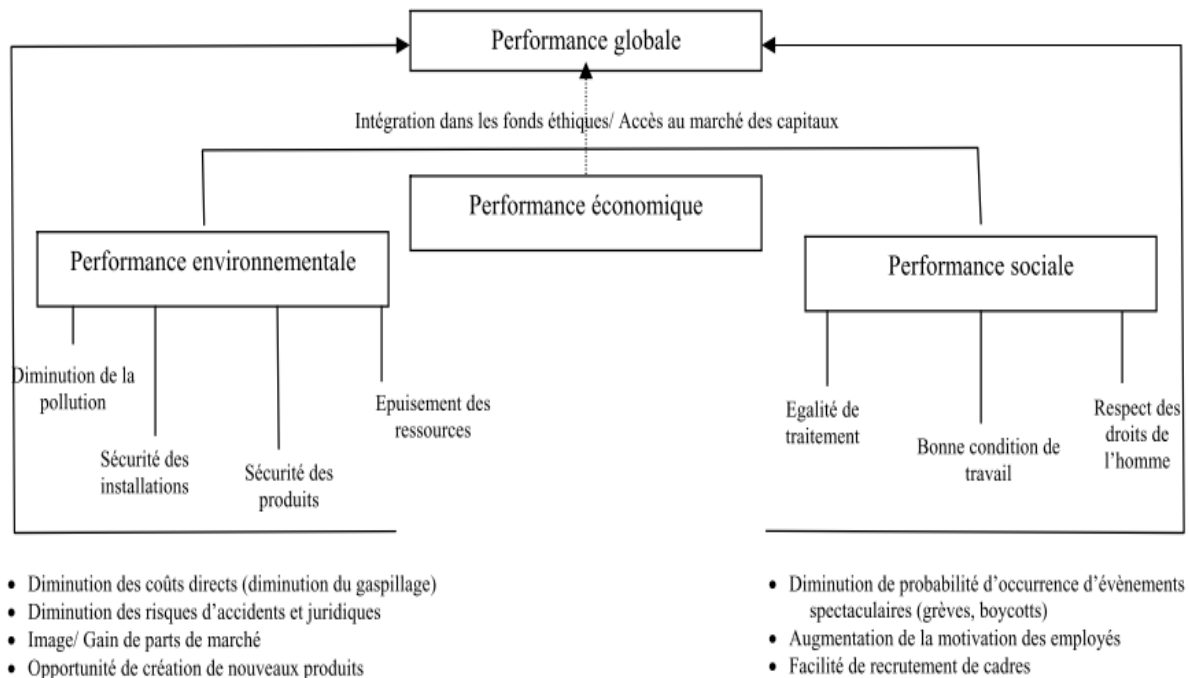 Performance globale
Intégration dans les fonds éthiques/ Accès au marché des capitaux
Performance économique
Performance environnementale
Performance sociale
Diminution de la
pollution
Sécurité des
installations
Sécurité des
produits
Epuisement des
ressources
Egalité de
traitement
Bonne condition de
travail
Respect des
droits de
l’homme
• Diminution des coûts directs (diminution du gaspillage)
• Diminution des risques d’accidents et juridiques
• Image/ Gain de parts de marché
• Opportunité de création de nouveaux produits
• Diminution de probabilité d’occurrence d’évènements
spectaculaires (grèves, boycotts)
• Augmentation de la motivation des employés
• Facilité de recrutement de cadres